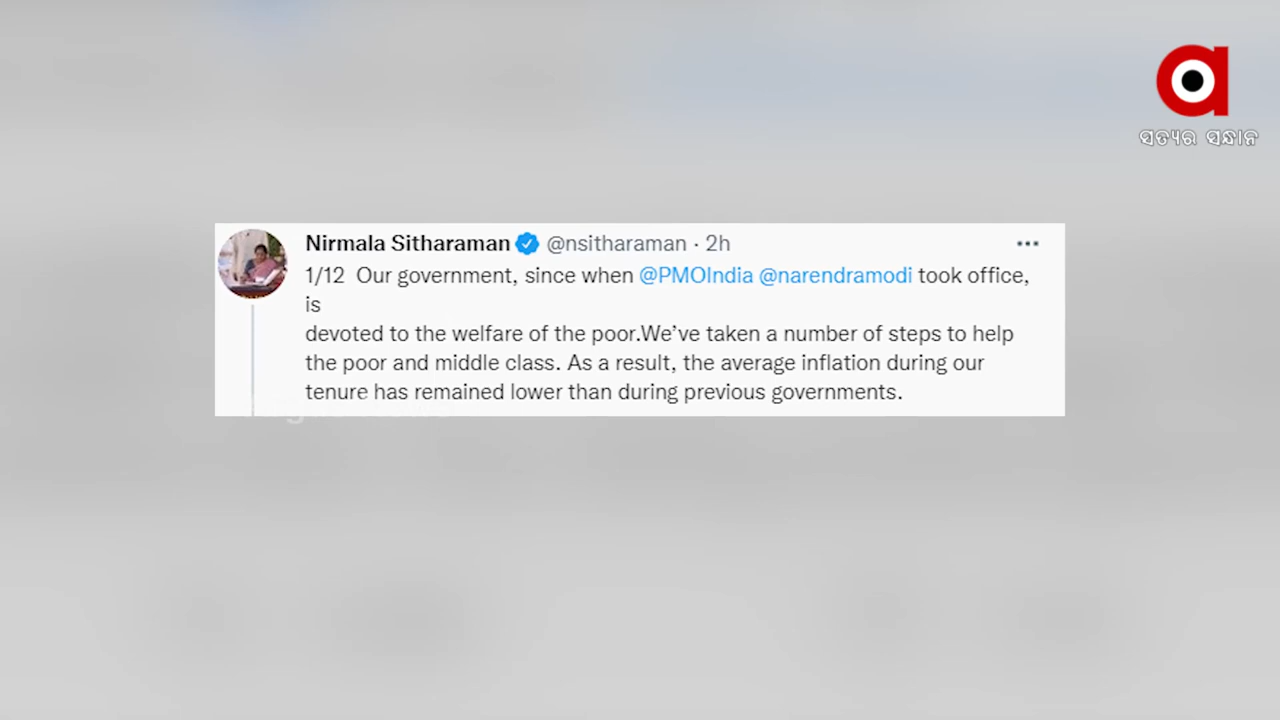 ସତ୍ୟର ସନ୍ଧାନ
Nirmala Sitharaman @nsitharaman · 2h
1/12 Our government, since when @PMOIndia @narendramodi took office,
is
devoted to the welfare of the poor.We’ve taken a number of steps to help
the poor and middle class. As a result, the average inflation during our
tenure has remained lower than during previous governments.